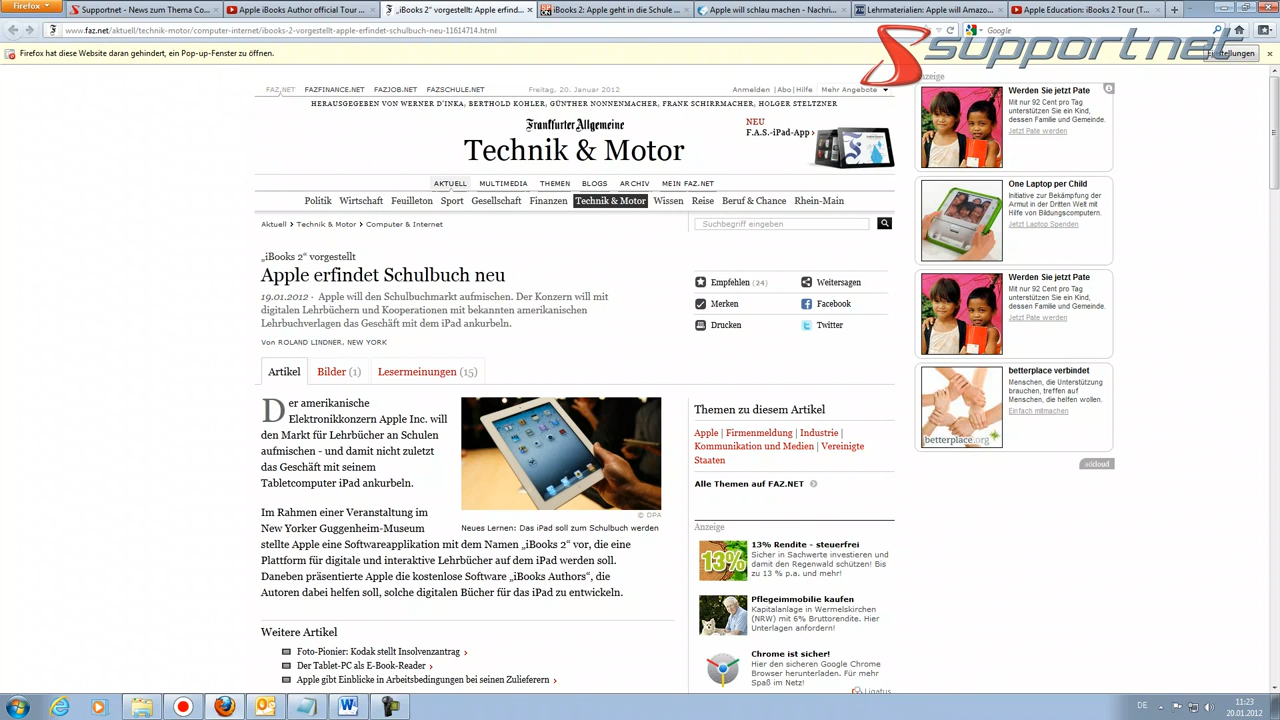 Firefox
Supportnet - News zum Thema Co...
Apple iBooks Author official Tour ...
„iBooks 2“ vorgestellt: Apple erfind...
iBooks 2: Apple geht in die Schule ...
Apple will schlau machen - Nachri...
Lehrmaterialien: Apple will Amazo...
Apple Education: iBooks 2 Tour (T...
www.faz.net/aktuell/technik-motor/computer-internet/ibooks-2-vorgestellt-apple-erfindet-schulbuch-neu-11614714.html
Google
supportnet
Firefox hat diese Website daran gehindert, ein Pop-up-Fenster zu öffnen.
FAZ.NET FAZFINANCE.NET FAZJOB.NET FAZSCHULE.NET
Freitag, 20. Januar 2012
Anmelden | Abo | Hilfe Mehr Angebote
HERAUSGEGEBEN VON WERNER D'INKA, BERTHOLD KOHLER, GÜNTHER NONNENMACHER, FRANK SCHIRRMACHER, HOLGER STELTZNER
Frankfurter Allgemeine
Technik & Motor
NEU
F.A.S.-iPad-App
AKTUELL MULTIMEDIA THEMEN BLOGS ARCHIV MEIN FAZ.NET
Politik Wirtschaft Feuilleton Sport Gesellschaft Finanzen Technik & Motor Wissen Reise Beruf & Chance Rhein-Main
Aktuell › Technik & Motor › Computer & Internet
Suchbegriff eingeben
„iBooks 2“ vorgestellt
Apple erfindet Schulbuch neu
19.01.2012 · Apple will den Schulbuchmarkt aufmischen. Der Konzern will mit
digitalen Lehrbüchern und Kooperationen mit bekannten amerikanischen
Lehrbuchverlagen das Geschäft mit dem iPad ankurbeln.
Von ROLAND LINDNER, NEW YORK
Empfehlen (24)
Weitersagen
Merken
Facebook
Drucken
Twitter
Artikel Bilder (1) Lesermeinungen (15)
Der amerikanische
Elektronikkonzern Apple Inc. will
den Markt für Lehrbücher an Schulen
aufmischen - und damit nicht zuletzt
das Geschäft mit seinem
Tabletcomputer iPad ankurbeln.
© DPA
Neues Lernen: Das iPad soll zum Schulbuch werden
Im Rahmen einer Veranstaltung im
New Yorker Guggenheim-Museum
stellte Apple eine Softwareapplikation mit dem Namen „iBooks 2“ vor, die eine
Plattform für digitale und interaktive Lehrbücher auf dem iPad werden soll.
Daneben präsentierte Apple die kostenlose Software „iBooks Authors“, die
Autoren dabei helfen soll, solche digitalen Bücher für das iPad zu entwickeln.
Weitere Artikel
Foto-Pionier: Kodak stellt Insolvenzantrag ›
Der Tablet-PC als E-Book-Reader ›
Apple gibt Einblicke in Arbeitsbedingungen bei seinen Zulieferern ›
Themen zu diesem Artikel
Apple | Firmenmeldung | Industrie |
Kommunikation und Medien | Vereinigte
Staaten
Alle Themen auf FAZ.NET
Anzeige
13%
13% Rendite - steuerfrei
Sicher in Sachwerte investieren und
damit den Regenwald schützen! Bis
zu 13 % p.a. und mehr!
Pflegeimmobilie kaufen
Kapitalanlage in Wermelskirchen
(NRW) mit 6% Bruttorendite. Hier
Unterlagen anfordern!
Chrome ist sicher!
Hier den sicheren Google Chrome
Browser herunterladen. Für mehr
Spaß im Netz!
Ligatus
Werden Sie jetzt Pate
Mit nur 92 Cent pro Tag
unterstützen Sie ein Kind,
dessen Familie und Gemeinde.
Jetzt Pate werden
One Laptop per Child
Initiative zur Bekämpfung der
Armut in der Dritten Welt mit
Hilfe von Bildungscomputern.
Jetzt Laptop Spenden
Werden Sie jetzt Pate
Mit nur 92 Cent pro Tag
unterstützen Sie ein Kind,
dessen Familie und Gemeinde.
Jetzt Pate werden
betterplace verbindet
Menschen, die Unterstützung
brauchen, treffen auf
Menschen, die helfen wollen.
Einfach mitmachen
betterplace.org
adcloud
DE
11:23
20.01.2012